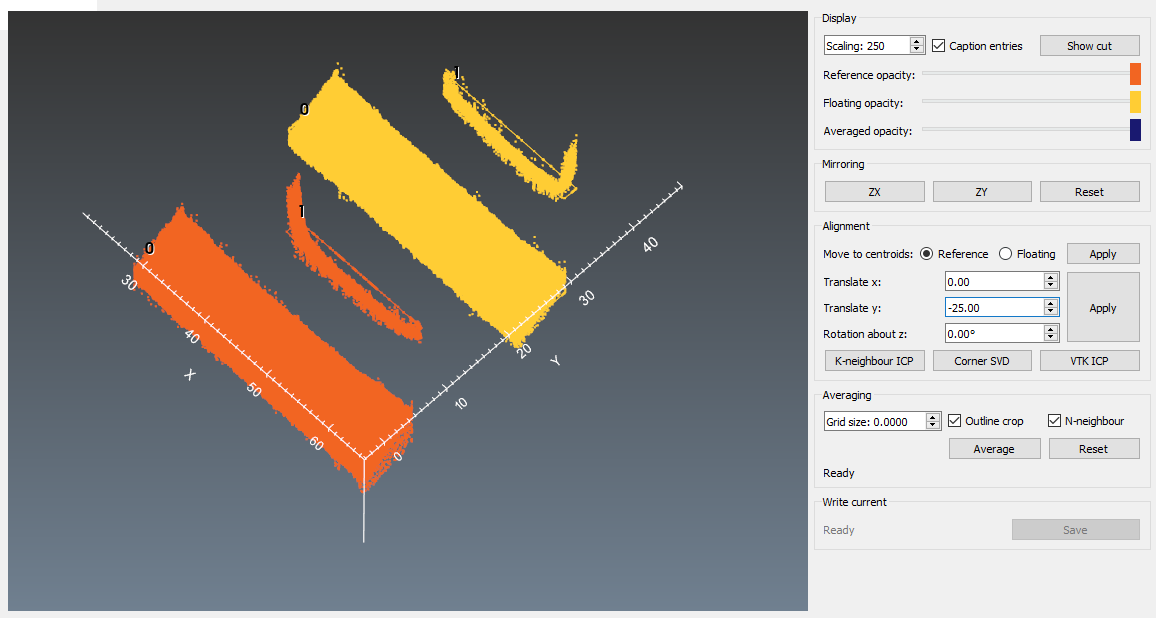 Display
Scaling: 250
Caption entries
Show cut
Reference opacity:
Floating opacity:
Averaged opacity:
Mirroring
ZX
ZY
Reset
Alignment
Move to centroids:
Reference
Floating
Apply
Translate x:
0.00
Translate y:
-25.00
Apply
Rotation about z:
0.00°
K-neighbour ICP
Corner SVD
VTK ICP
Averaging
Grid size: 0.0000
Outline crop
N-neighbour
Average
Reset
Ready
Write current
Ready
Save
1
0
1
0
30
40
X
50
60
0
10
20
Y
30
40